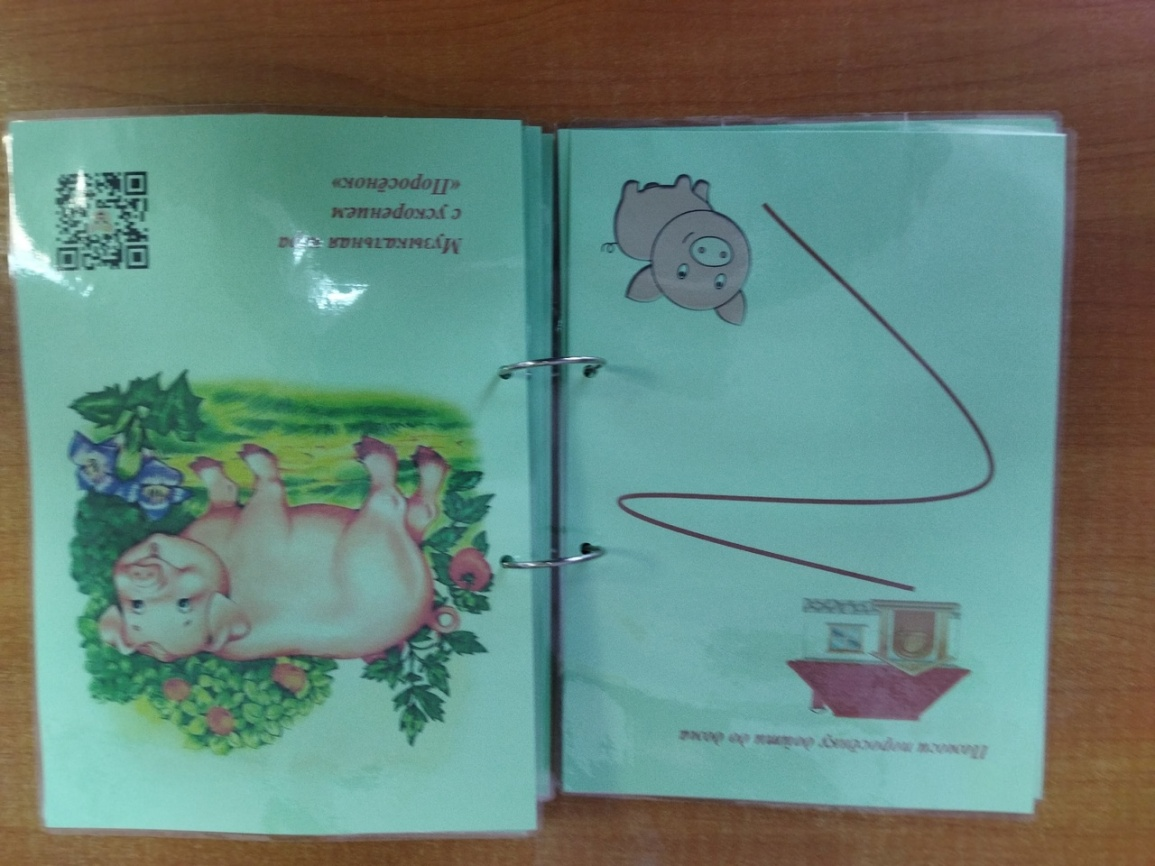 Помоги поросёнку дойти до дома
Музыкальная игра
с ускорением
«Поросёнок»